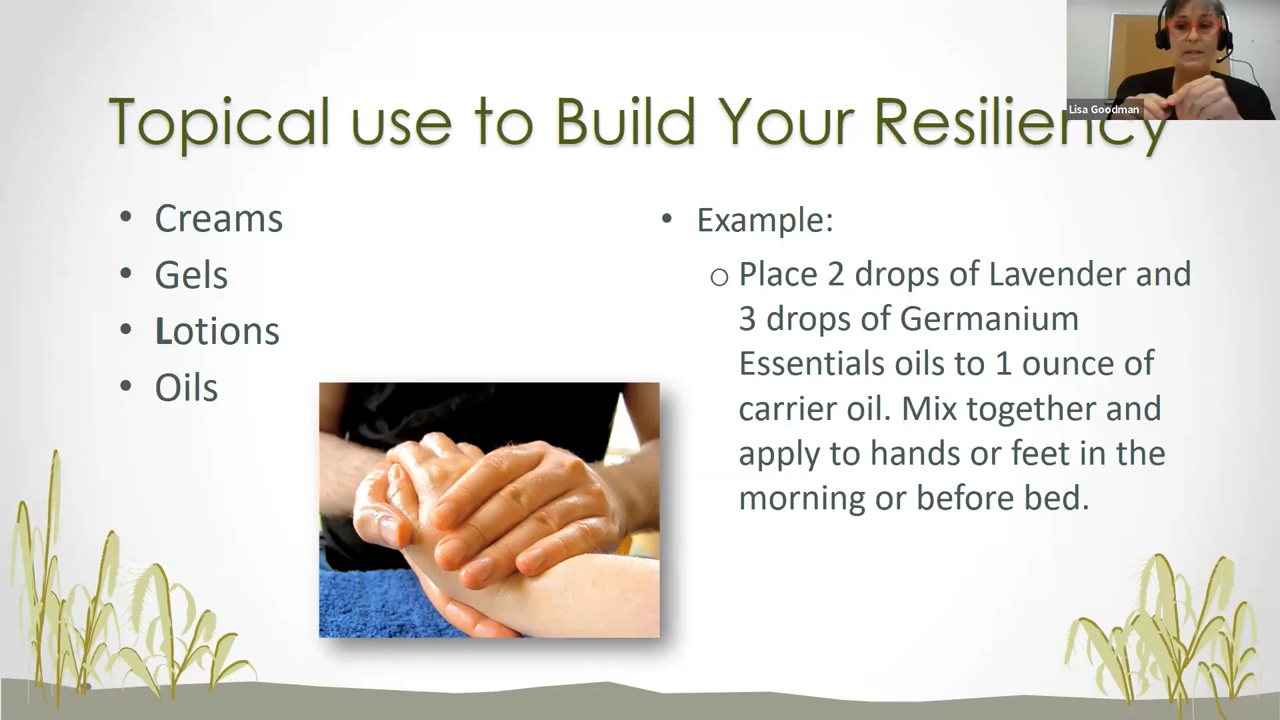 Lisa Goodman
Topical use to Build Your Resiliency
• Creams
• Gels
• Lotions
• Oils
• Example:
o Place 2 drops of Lavender and
3 drops of Germanium
Essentials oils to 1 ounce of
carrier oil. Mix together and
apply to hands or feet in the
morning or before bed.